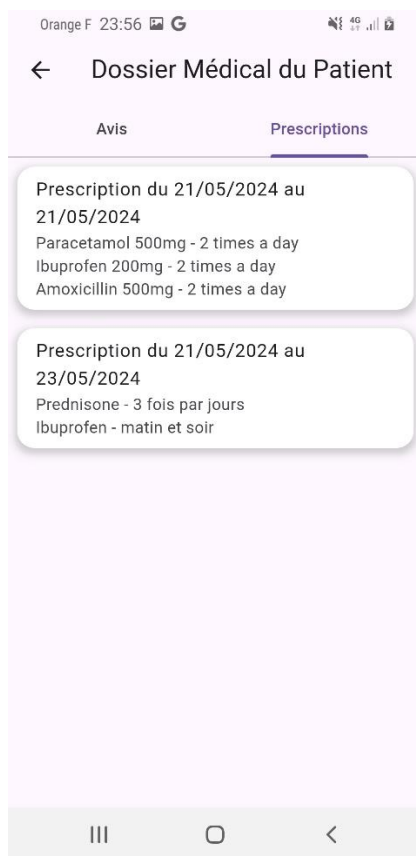 Orange F 23:56 G
4G
Dossier Médical du Patient
Avis Prescriptions
Prescription du 21/05/2024 au
21/05/2024
Paracetamol 500mg - 2 times a day
Ibuprofen 200mg - 2 times a day
Amoxicillin 500mg - 2 times a day
Prescription du 21/05/2024 au
23/05/2024
Prednisone - 3 fois par jours
Ibuprofen - matin et soir